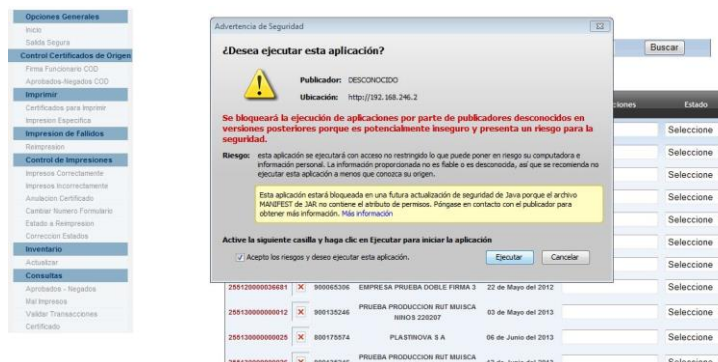 Opciones Generales
Inicio
Salida Segura
Control Certificados de Origen
Firma Funcionario COD
Aprobados-Negados COD
Imprimir
Certificados para Imprimir
Impresion Especifica
Impresion de Fallidos
Reimpresion
Control de Impresiones
Impresos Correctamente
Impresos Incorrectamente
Anulacion Certificado
Cambiar Numero Formulario
Estado a Reimpresion
Correccion Estados
Inventario
Actualizar
Consultas
Aprobados - Negados
Mal Impresos
Validar Transacciones
Certificado
Advertencia de Seguridad
¿Desea ejecutar esta aplicación?
Publicador: DESCONOCIDO
Ubicación: http://192.168.246.2
Se bloqueará la ejecución de aplicaciones por parte de publicadores desconocidos en
versiones posteriores porque es potencialmente inseguro y presenta un riesgo para la
seguridad.
Riesgo: esta aplicación se ejecutará con acceso no restringido lo que puede poner en riesgo su computadora e
información personal. La información proporcionada no es fiable o es desconocida, así que se recomienda no
ejecutar esta aplicación a menos que conozca su origen.
Esta aplicación estará bloqueada en una futura actualización de seguridad de Java porque el archivo
MANIFEST de JAR no contiene el atributo de permisos. Póngase en contacto con el publicador para
obtener más información. Más información
Active la siguiente casilla y haga clic en Ejecutar para iniciar la aplicación
Acepto los riesgos y deseo ejecutar esta aplicación.
Ejecutar Cancelar
Buscar
ciones Estado
Seleccione
Seleccione
Seleccione
Seleccione
Seleccione
Seleccione
Seleccione
255120000036681 900065306 EMPRESA PRUEBA DOBLE FIRMA 3 22 de Mayo del 2012 Seleccione
255130000000012 900135246 PRUEBA PRODUCCION RUT MUISCA
NINOS 220207 03 de Mayo del 2013 Seleccione
255130000000025 800175574 PLASTINOVA S A 06 de Junio del 2013 Seleccione
PRUEBA PRODUCCION RUT MUISCA
Seleccione